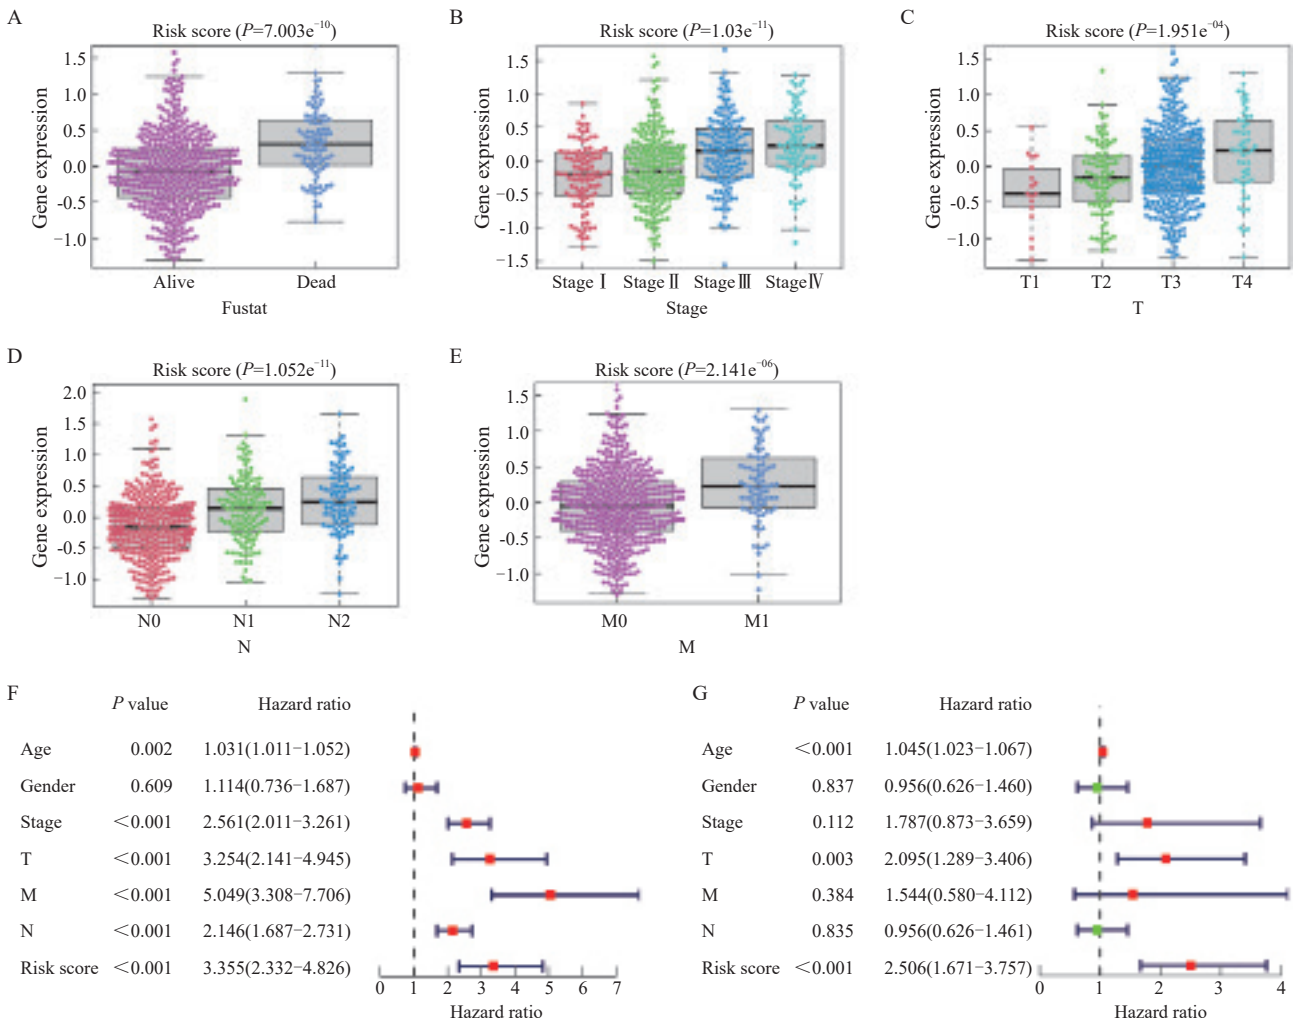 A
Risk score (P=7.003e⁻¹⁰)
Gene expression
1.5
1.0
0.5
0.0
-0.5
-1.0
Alive Dead
Fustat
B
Risk score (P=1.03e⁻¹¹)
Gene expression
1.5
1.0
0.5
0.0
-0.5
-1.0
-1.5
Stage Ⅰ Stage Ⅱ Stage Ⅲ Stage Ⅳ
Stage
C
Risk score (P=1.951e⁻⁰⁴)
Gene expression
1.5
1.0
0.5
0.0
-0.5
-1.0
T1 T2 T3 T4
T
D
Risk score (P=1.052e⁻¹¹)
Gene expression
2.0
1.5
1.0
0.5
0.0
-0.5
-1.0
N0 N1 N2
N
E
Risk score (P=2.141e⁻⁰⁶)
Gene expression
1.5
1.0
0.5
0.0
-0.5
-1.0
M0 M1
M
F
P value Hazard ratio
Age 0.002 1.031(1.011-1.052)
Gender 0.609 1.114(0.736-1.687)
Stage <0.001 2.561(2.011-3.261)
T <0.001 3.254(2.141-4.945)
M <0.001 5.049(3.308-7.706)
N <0.001 2.146(1.687-2.731)
Risk score <0.001 3.355(2.332-4.826)
0 1 2 3 4 5 6 7
Hazard ratio
G
P value Hazard ratio
Age <0.001 1.045(1.023-1.067)
Gender 0.837 0.956(0.626-1.460)
Stage 0.112 1.787(0.873-3.659)
T 0.003 2.095(1.289-3.406)
M 0.384 1.544(0.580-4.112)
N 0.835 0.956(0.626-1.461)
Risk score <0.001 2.506(1.671-3.757)
0 1 2 3 4
Hazard ratio